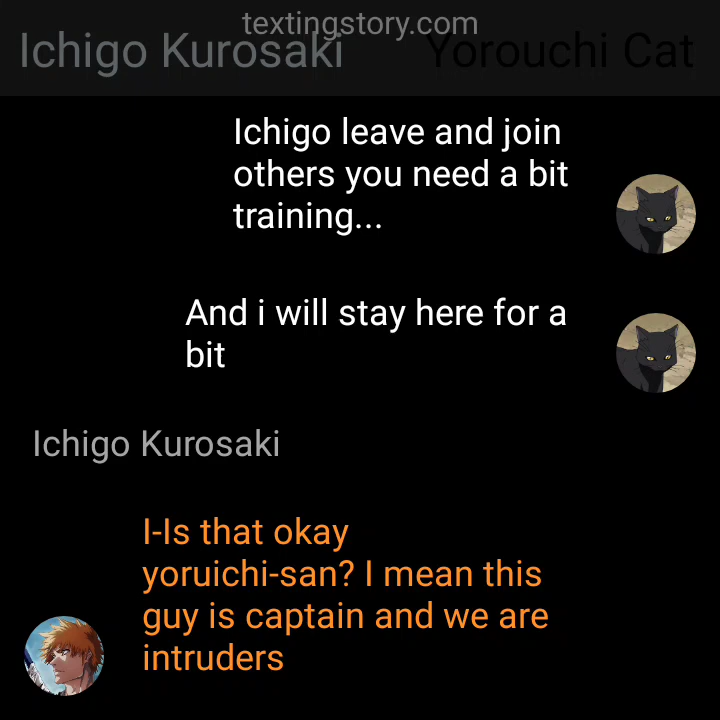 textingstory.com
Ichigo Kurosaki
Yorouchi Cat
Ichigo leave and join
others you need a bit
training...
And i will stay here for a
bit
Ichigo Kurosaki
I-Is that okay
yoruichi-san? I mean this
guy is captain and we are
intruders